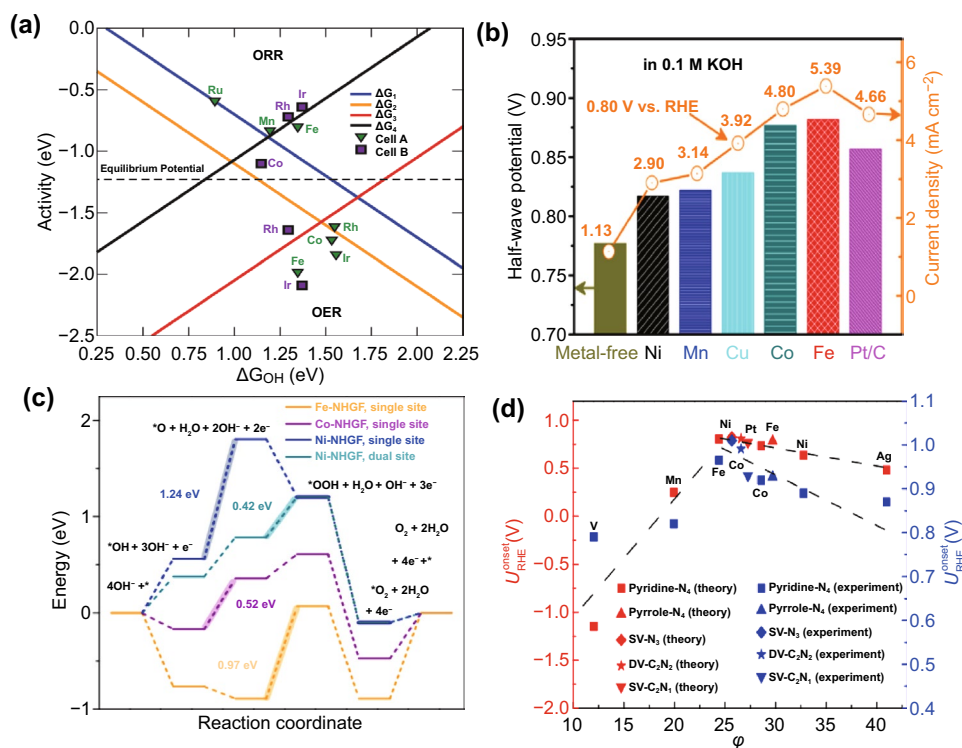 (a)
0.0
-0.5
-1.0
-1.5
-2.0
-2.5
Activity (eV)
ORR
Ru
Mn
Rh
Ir
Fe
Co
Equilibrium Potential
ΔG₁
ΔG₂
ΔG₃
ΔG₄
Cell A
Cell B
Rh
Rh
Co
Ir
Fe
Ir
OER
0.25 0.50 0.75 1.00 1.25 1.50 1.75 2.00 2.25
ΔG_OH (eV)
(b)
0.95
0.90
0.85
0.80
0.75
0.70
Half-wave potential (V)
in 0.1 M KOH
0.80 V vs. RHE
1.13
2.90
3.14
3.92
4.80
5.39
4.66
6
4
2
0
Current density (mA cm⁻²)
Metal-free Ni Mn Cu Co Fe Pt/C
(c)
2
1
0
−1
Energy (eV)
Fe-NHGF, single site
Co-NHGF, single site
Ni-NHGF, single site
Ni-NHGF, dual site
*O + H₂O + 2OH⁻ + 2e⁻
1.24 eV
0.42 eV
*OOH + H₂O + OH⁻ + 3e⁻
*OH + 3OH⁻ + e⁻
4OH⁻ +*
O₂ + 2H₂O
+ 4e⁻+*
*O₂ + 2H₂O
+ 4e⁻
0.52 eV
0.97 eV
Reaction coordinate
(d)
1.0
0.5
0.0
−0.5
−1.0
−1.5
−2.0
U_RHE^onset (V)
V
Mn
Ni
Pt
Fe
Fe
Co
Co
Ni
Ag
Pyridine-N₄ (theory)
Pyrrole-N₄ (theory)
SV-N₃ (theory)
DV-C₂N₂ (theory)
SV-C₂N₁ (theory)
Pyridine-N₄ (experiment)
Pyrrole-N₄ (experiment)
SV-N₃ (experiment)
DV-C₂N₂ (experiment)
SV-C₂N₁ (experiment)
1.1
1.0
0.9
0.8
0.7
0.6
0.5
0.4
U_RHE^onset (V)
10 15 20 25 30 35 40
φ